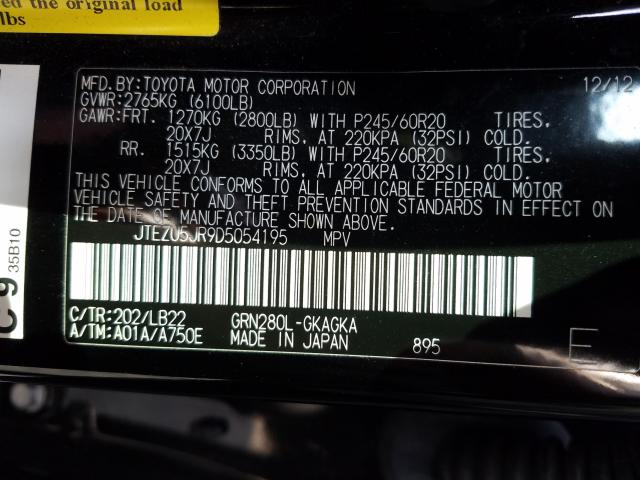 ed the original load
lbs
MFD.BY:TOYOTA MOTOR CORPORATION 12/12
GVWR:2765KG (6100LB)
GAWR:FRT. 1270KG (2800LB) WITH P245/60R20 TIRES,
20X7J RIMS, AT 220KPA (32PSI) COLD.
RR. 1515KG (3350LB) WITH P245/60R20 TIRES,
20X7J RIMS, AT 220KPA (32PSI) COLD.
THIS VEHICLE CONFORMS TO ALL APPLICABLE FEDERAL MOTOR
VEHICLE SAFETY AND THEFT PREVENTION STANDARDS IN EFFECT ON
THE DATE OF MANUFACTURE SHOWN ABOVE.
JTEZU5JR9D5054195 MPV
C/TR:202/LB22 GRN280L-GKAGKA
A/TM:A01A/A750E MADE IN JAPAN 895 E
C9
35B10